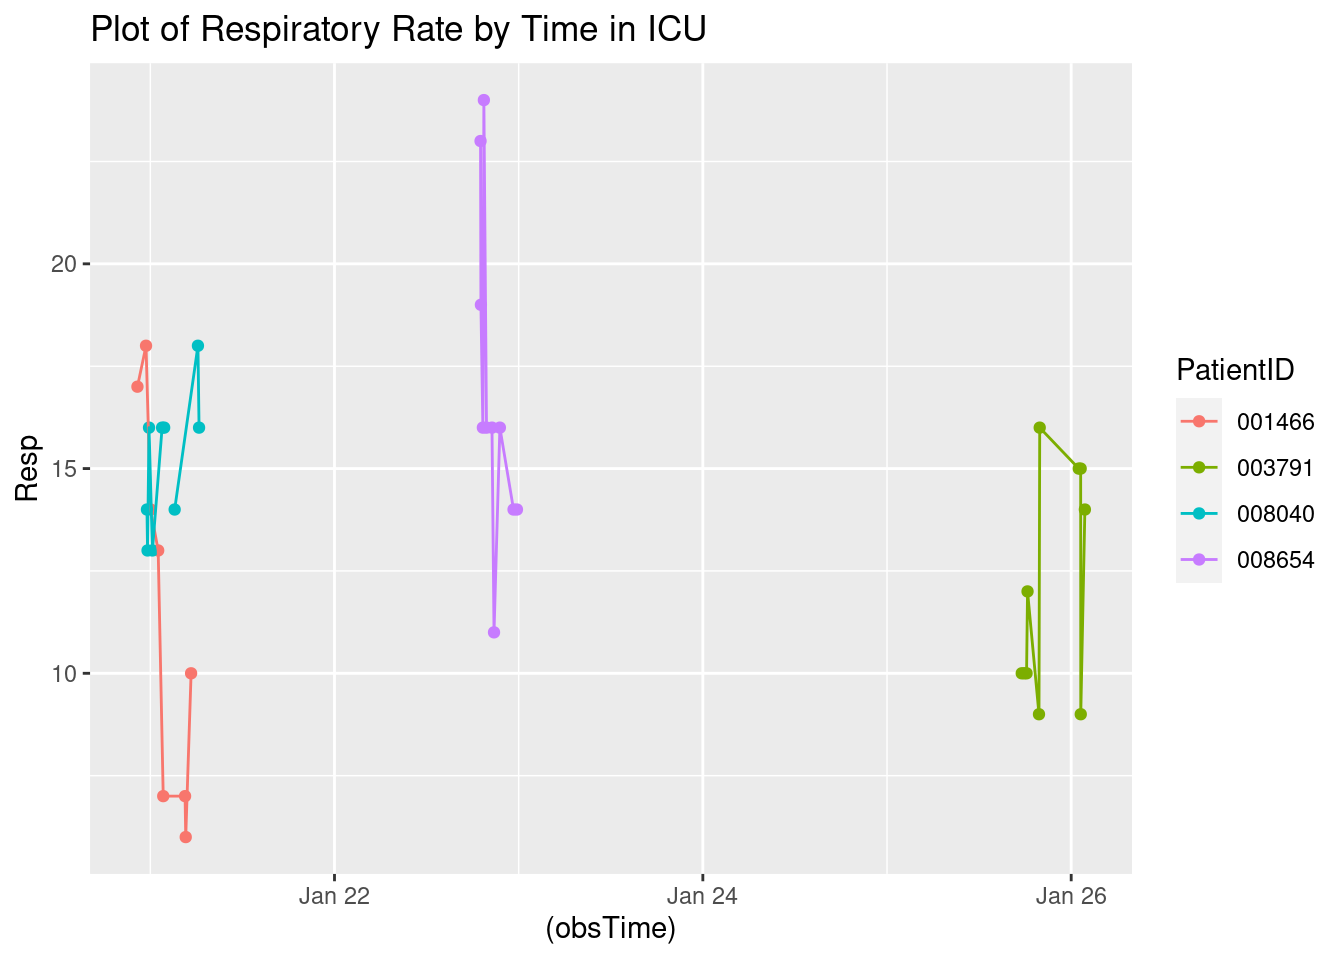 Plot of Respiratory Rate by Time in ICU
20
15
10
Resp
Jan 22
Jan 24
Jan 26
(obsTime)
PatientID
001466
003791
008040
008654